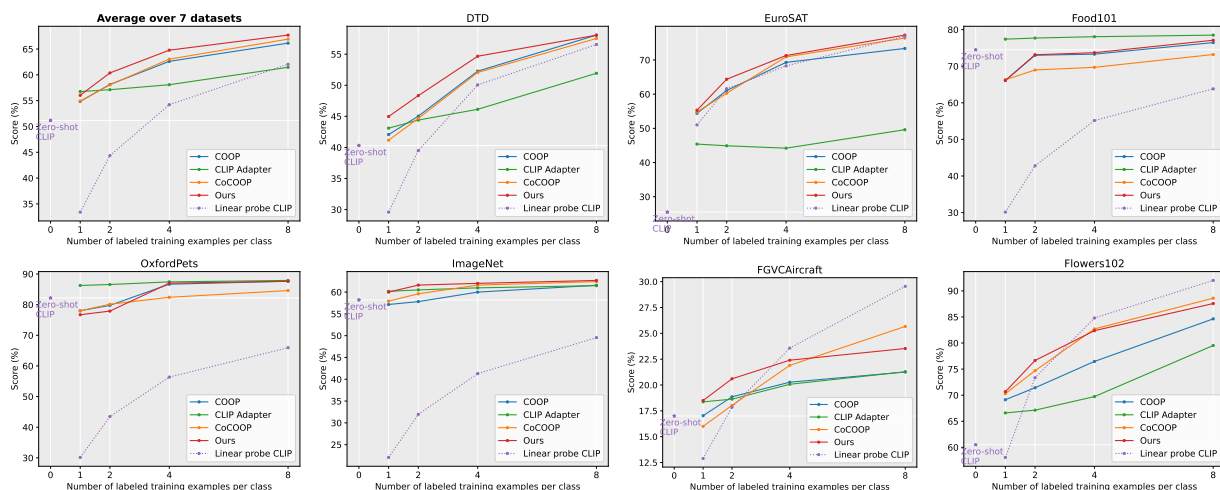 Average over 7 datasets
Score (%)
65
60
55
50
45
40
35
Zero-shot
CLIP
COOP
CLIP Adapter
CoCOOP
Ours
Linear probe CLIP
0 1 2 4 8
Number of labeled training examples per class
DTD
Score (%)
55
50
45
40
35
30
Zero-shot
CLIP
COOP
CLIP Adapter
CoCOOP
Ours
Linear probe CLIP
0 1 2 4 8
Number of labeled training examples per class
EuroSAT
Score (%)
70
60
50
40
30
Zero-shot
CLIP
COOP
CLIP Adapter
CoCOOP
Ours
Linear probe CLIP
0 1 2 4 8
Number of labeled training examples per class
Food101
Score (%)
80
70
60
50
40
30
Zero-shot
CLIP
COOP
CLIP Adapter
CoCOOP
Ours
Linear probe CLIP
0 1 2 4 8
Number of labeled training examples per class
OxfordPets
Score (%)
90
80
70
60
50
40
30
Zero-shot
CLIP
COOP
CLIP Adapter
CoCOOP
Ours
Linear probe CLIP
0 1 2 4 8
Number of labeled training examples per class
ImageNet
Score (%)
60
55
50
45
40
35
30
25
Zero-shot
CLIP
COOP
CLIP Adapter
CoCOOP
Ours
Linear probe CLIP
0 1 2 4 8
Number of labeled training examples per class
FGVCAircraft
Score (%)
30.0
27.5
25.0
22.5
20.0
17.5
15.0
12.5
Zero-shot
CLIP
COOP
CLIP Adapter
CoCOOP
Ours
Linear probe CLIP
0 1 2 4 8
Number of labeled training examples per class
Flowers102
Score (%)
90
85
80
75
70
65
60
Zero-shot
CLIP
COOP
CLIP Adapter
CoCOOP
Ours
Linear probe CLIP
0 1 2 4 8
Number of labeled training examples per class